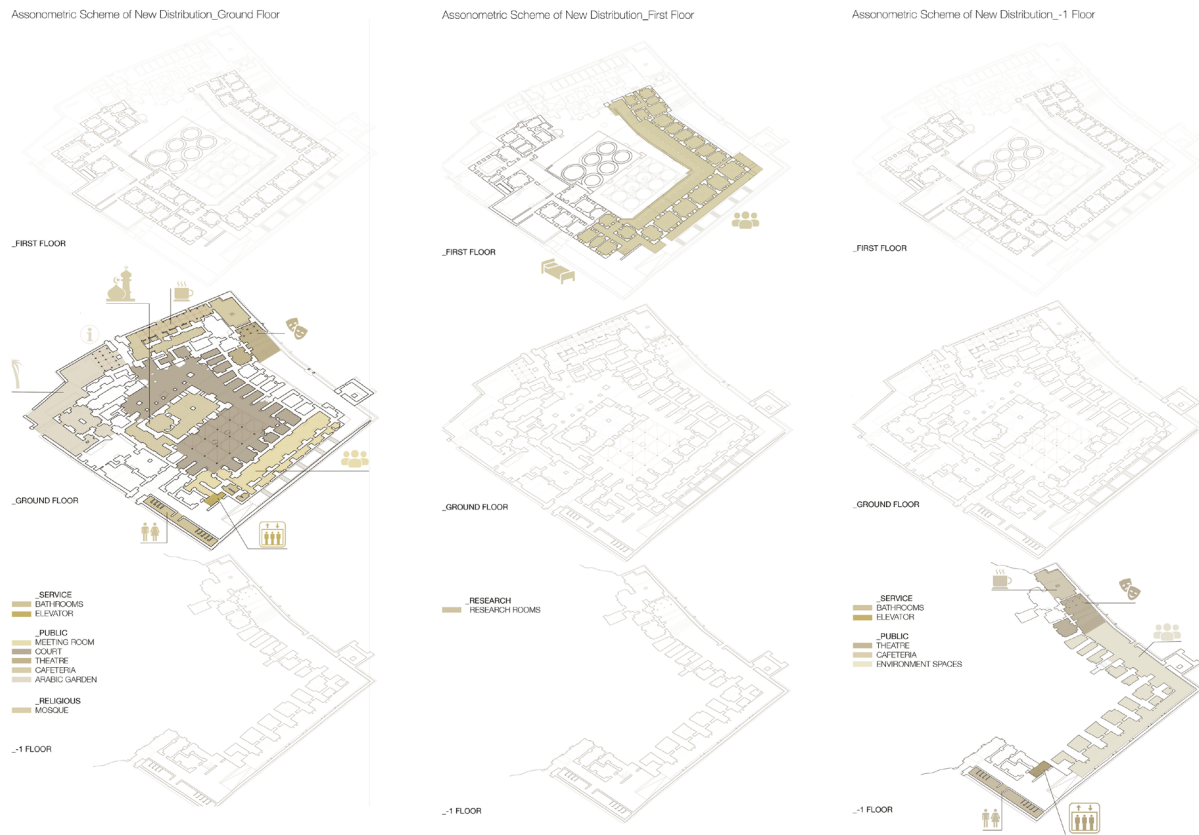 Assonometric Scheme of New Distribution_Ground Floor
_FIRST FLOOR
i
_GROUND FLOOR
_SERVICE
BATHROOMS
ELEVATOR
_PUBLIC
MEETING ROOM
COURT
THEATRE
CAFETERIA
ARABIC GARDEN
_RELIGIOUS
MOSQUE
_-1 FLOOR
Assonometric Scheme of New Distribution_First Floor
_FIRST FLOOR
_GROUND FLOOR
_RESEARCH
RESEARCH ROOMS
_-1 FLOOR
Assonometric Scheme of New Distribution_-1 Floor
_FIRST FLOOR
_GROUND FLOOR
_SERVICE
BATHROOMS
ELEVATOR
_PUBLIC
THEATRE
CAFETERIA
ENVIRONMENT SPACES
_-1 FLOOR